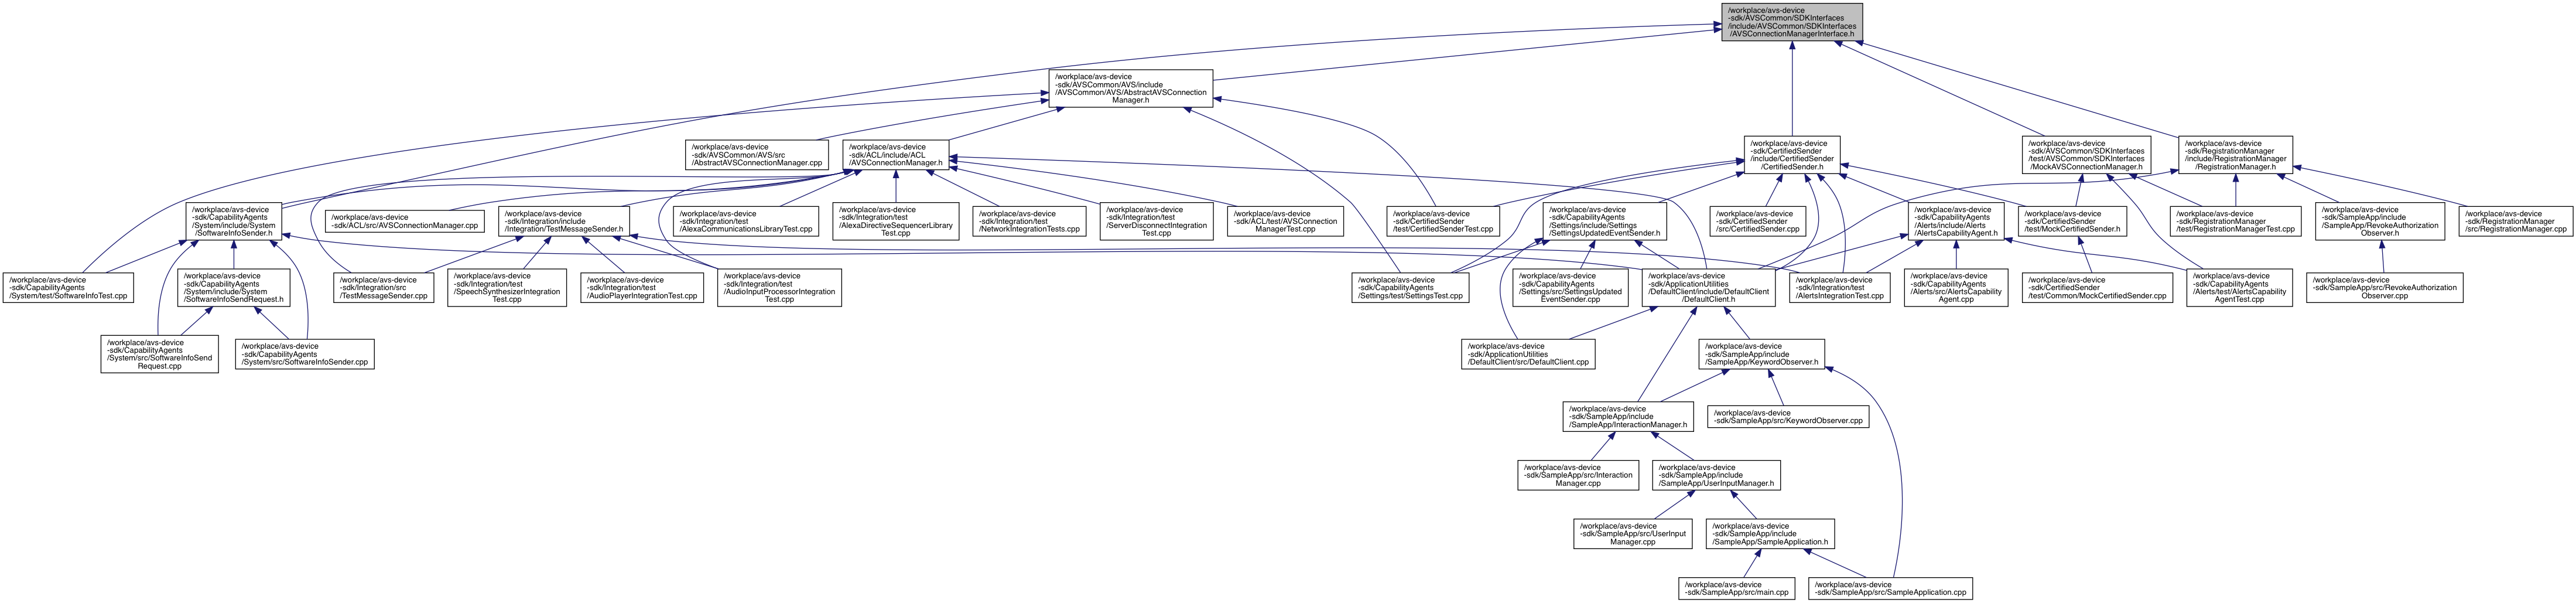 /workplace/avs-device
-sdk/AVSCommon/SDKInterfaces
/include/AVSCommon/SDKInterfaces
/AVSConnectionManagerInterface.h
/workplace/avs-device
-sdk/AVSCommon/AVS/include
/AVSCommon/AVS/AbstractAVSConnection
Manager.h
/workplace/avs-device
-sdk/AVSCommon/AVS/src
/AbstractAVSConnectionManager.cpp
/workplace/avs-device
-sdk/ACL/include/ACL
/AVSConnectionManager.h
/workplace/avs-device
-sdk/CertifiedSender
/include/CertifiedSender
/CertifiedSender.h
/workplace/avs-device
-sdk/AVSCommon/SDKInterfaces
/test/AVSCommon/SDKInterfaces
/MockAVSConnectionManager.h
/workplace/avs-device
-sdk/RegistrationManager
/include/RegistrationManager
/RegistrationManager.h
/workplace/avs-device
-sdk/CapabilityAgents
/System/include/System
/SoftwareInfoSender.h
/workplace/avs-device
-sdk/ACL/src/AVSConnectionManager.cpp
/workplace/avs-device
-sdk/Integration/include
/Integration/TestMessageSender.h
/workplace/avs-device
-sdk/Integration/test
/AlexaCommunicationsLibraryTest.cpp
/workplace/avs-device
-sdk/Integration/test
/AlexaDirectiveSequencerLibrary
Test.cpp
/workplace/avs-device
-sdk/Integration/test
/NetworkIntegrationTests.cpp
/workplace/avs-device
-sdk/Integration/test
/ServerDisconnectIntegration
Test.cpp
/workplace/avs-device
-sdk/ACL/test/AVSConnection
ManagerTest.cpp
/workplace/avs-device
-sdk/CertifiedSender
/test/CertifiedSenderTest.cpp
/workplace/avs-device
-sdk/CapabilityAgents
/Settings/include/Settings
/SettingsUpdatedEventSender.h
/workplace/avs-device
-sdk/CertifiedSender
/src/CertifiedSender.cpp
/workplace/avs-device
-sdk/CapabilityAgents
/Alerts/include/Alerts
/AlertsCapabilityAgent.h
/workplace/avs-device
-sdk/CertifiedSender
/test/MockCertifiedSender.h
/workplace/avs-device
-sdk/RegistrationManager
/test/RegistrationManagerTest.cpp
/workplace/avs-device
-sdk/SampleApp/include
/SampleApp/RevokeAuthorization
Observer.h
/workplace/avs-device
-sdk/RegistrationManager
/src/RegistrationManager.cpp
/workplace/avs-device
-sdk/CapabilityAgents
/System/test/SoftwareInfoTest.cpp
/workplace/avs-device
-sdk/CapabilityAgents
/System/include/System
/SoftwareInfoSendRequest.h
/workplace/avs-device
-sdk/Integration/src
/TestMessageSender.cpp
/workplace/avs-device
-sdk/Integration/test
/SpeechSynthesizerIntegration
Test.cpp
/workplace/avs-device
-sdk/Integration/test
/AudioPlayerIntegrationTest.cpp
/workplace/avs-device
-sdk/Integration/test
/AudioInputProcessorIntegration
Test.cpp
/workplace/avs-device
-sdk/CapabilityAgents
/Settings/test/SettingsTest.cpp
/workplace/avs-device
-sdk/CapabilityAgents
/Settings/src/SettingsUpdated
EventSender.cpp
/workplace/avs-device
-sdk/ApplicationUtilities
/DefaultClient/include/DefaultClient
/DefaultClient.h
/workplace/avs-device
-sdk/Integration/test
/AlertsIntegrationTest.cpp
/workplace/avs-device
-sdk/CapabilityAgents
/Alerts/src/AlertsCapability
Agent.cpp
/workplace/avs-device
-sdk/CertifiedSender
/test/Common/MockCertifiedSender.cpp
/workplace/avs-device
-sdk/CapabilityAgents
/Alerts/test/AlertsCapability
AgentTest.cpp
/workplace/avs-device
-sdk/SampleApp/src/RevokeAuthorization
Observer.cpp
/workplace/avs-device
-sdk/CapabilityAgents
/System/src/SoftwareInfoSend
Request.cpp
/workplace/avs-device
-sdk/CapabilityAgents
/System/src/SoftwareInfoSender.cpp
/workplace/avs-device
-sdk/ApplicationUtilities
/DefaultClient/src/DefaultClient.cpp
/workplace/avs-device
-sdk/SampleApp/include
/SampleApp/KeywordObserver.h
/workplace/avs-device
-sdk/SampleApp/include
/SampleApp/InteractionManager.h
/workplace/avs-device
-sdk/SampleApp/src/KeywordObserver.cpp
/workplace/avs-device
-sdk/SampleApp/src/Interaction
Manager.cpp
/workplace/avs-device
-sdk/SampleApp/include
/SampleApp/UserInputManager.h
/workplace/avs-device
-sdk/SampleApp/src/UserInput
Manager.cpp
/workplace/avs-device
-sdk/SampleApp/include
/SampleApp/SampleApplication.h
/workplace/avs-device
-sdk/SampleApp/src/main.cpp
/workplace/avs-device
-sdk/SampleApp/src/SampleApplication.cpp